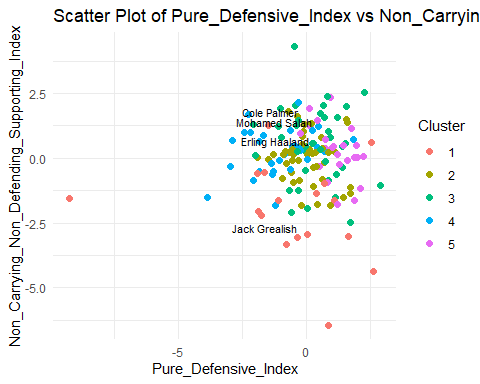 Scatter Plot of Pure_Defensive_Index vs Non_Carryin
Non_Carrying_Non_Defending_Supporting_Index
2.5
0.0
-2.5
-5.0
Cole Palmer
Mohamed Salah
Erling Haaland
Jack Grealish
-5
0
Pure_Defensive_Index
Cluster
1
2
3
4
5